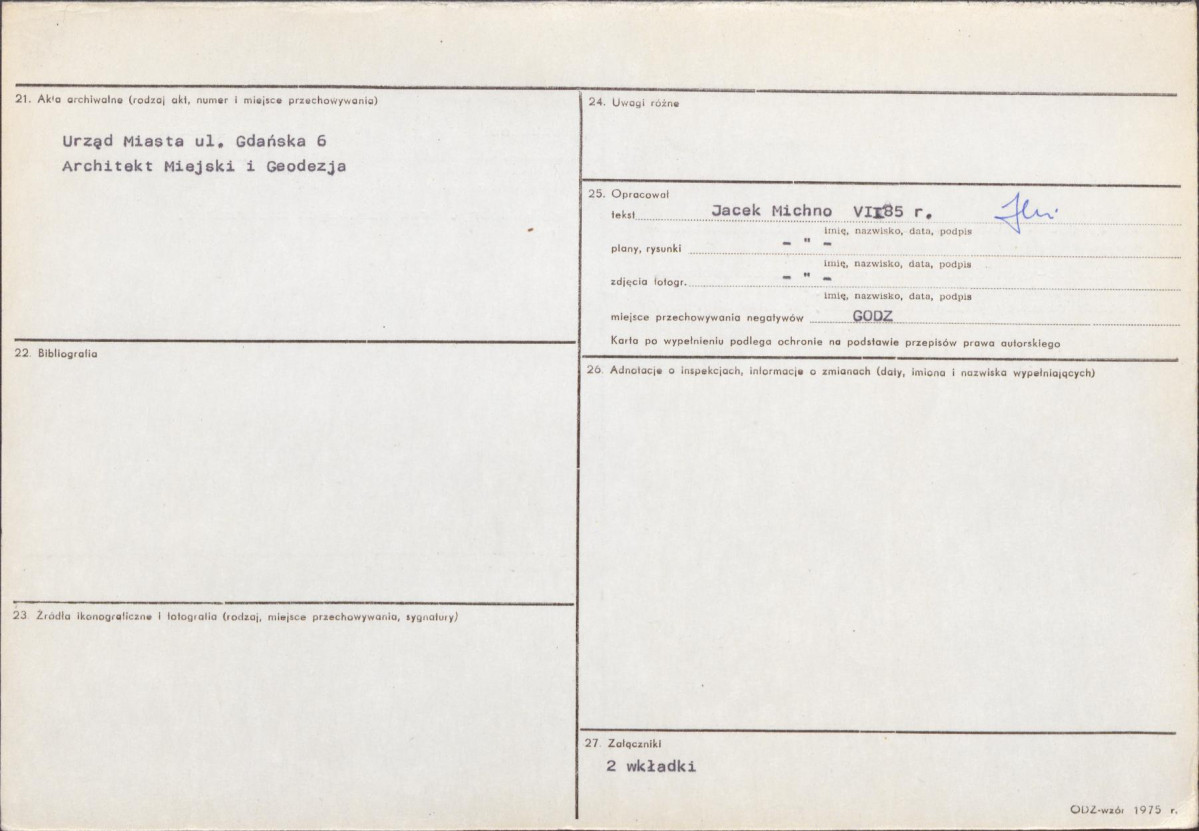 21. Akta archiwalne (rodzaj akt, numer i miejsce przechowywania)
Urząd Miasta ul. Gdańska 6
Architekt Miejski i Geodezja
22. Bibliografia
23. Źródła ikonograficzne i fotografia (rodzaj, miejsce przechowywania, sygnatury)
24. Uwagi różne
25. Opracował
tekst Jacek Michno VII 85 r.
imię, nazwisko, data, podpis
plany, rysunki - " -
imię, nazwisko, data, podpis
zdjęcia fotogr. - " -
imię, nazwisko, data, podpis
miejsce przechowywania negatywów GODZ
Karta po wypełnieniu podlega ochronie na podstawie przepisów prawa autorskiego
26. Adnotacje o inspekcjach, informacje o zmianach (daty, imiona i nazwiska wypełniających)
27. Załączniki
2 wkładki
ODZ-wzór 1975 r.